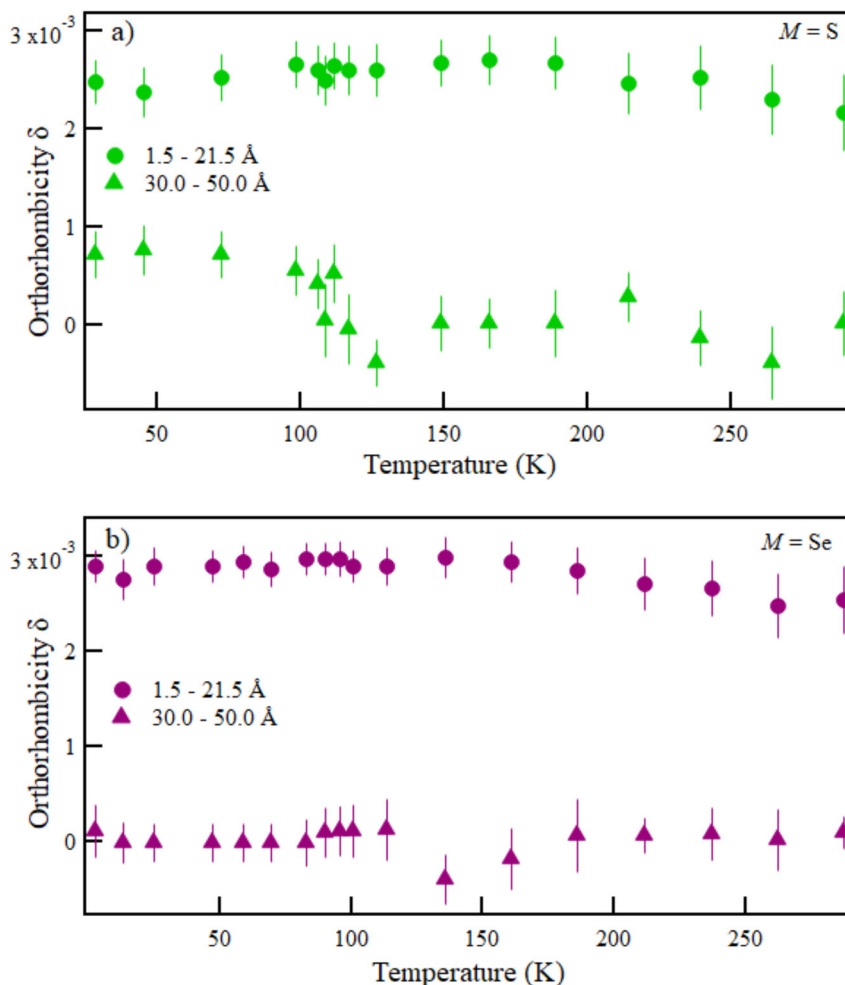 a)
M = S
3 x10⁻³
2
1
0
Orthorhombicity δ
1.5 - 21.5 Å
30.0 - 50.0 Å
50 100 150 200 250
Temperature (K)
b)
M = Se
3 x10⁻³
2
1
0
Orthorhombicity δ
1.5 - 21.5 Å
30.0 - 50.0 Å
50 100 150 200 250
Temperature (K)